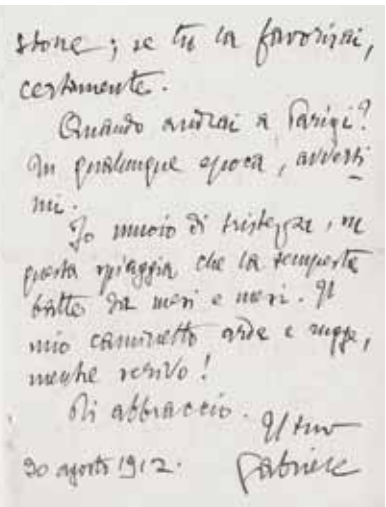 stone; se tu la favorirai,
certamente.
Quando andrai a Parigi?
In qualunque epoca, avverti
mi.
Io muoio di tristezza, su
questa spiaggia che la tempesta
batte da mesi e mesi. Il
mio caminetto arde e rugge,
mentre scrivo!
Ti abbraccio.
Il tuo
30 agosto 1912. Gabriele